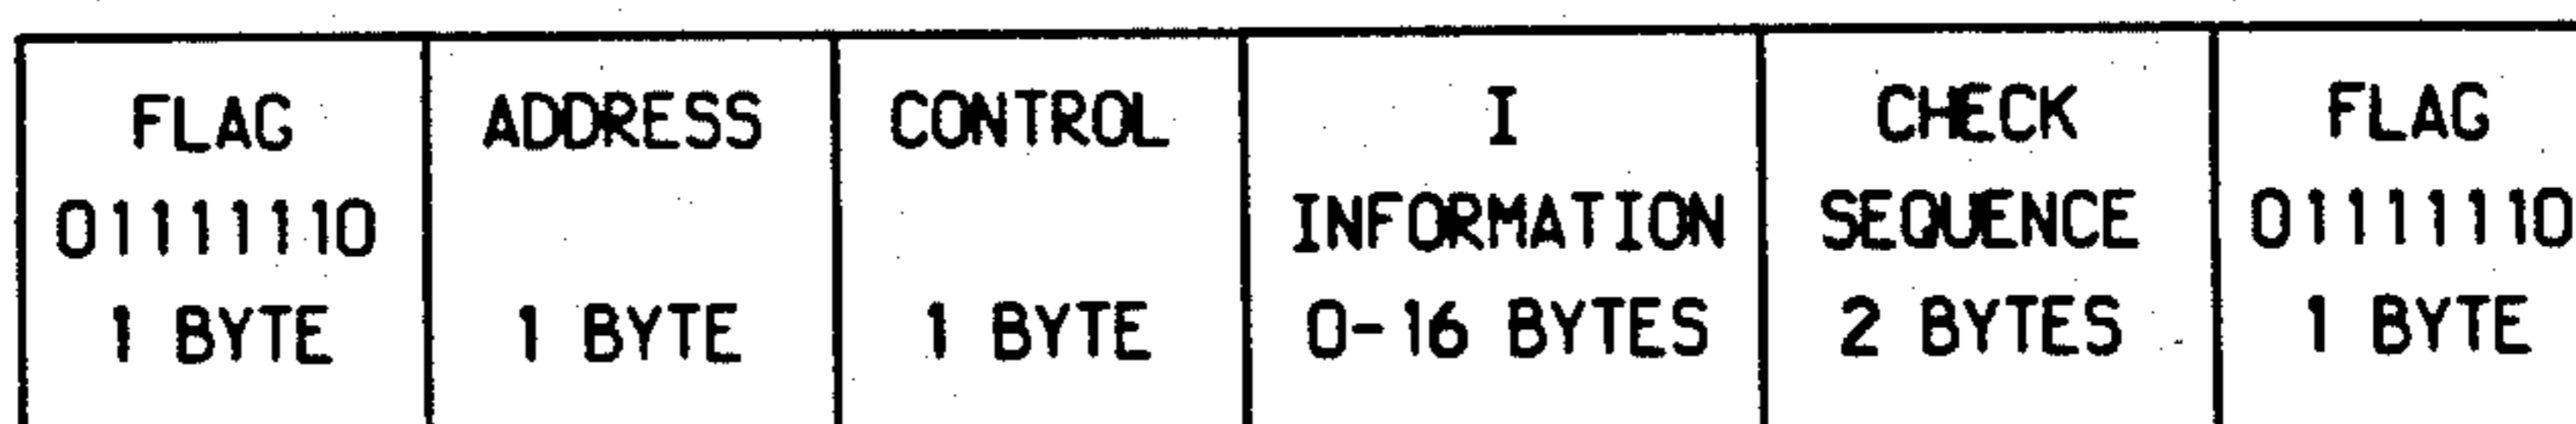 FLAG ADDRESS CONTROL I CHECK FLAG
01111110 INFORMATION SEQUENCE 01111110
1 BYTE 1 BYTE 1 BYTE 0-16 BYTES 2 BYTES 1 BYTE